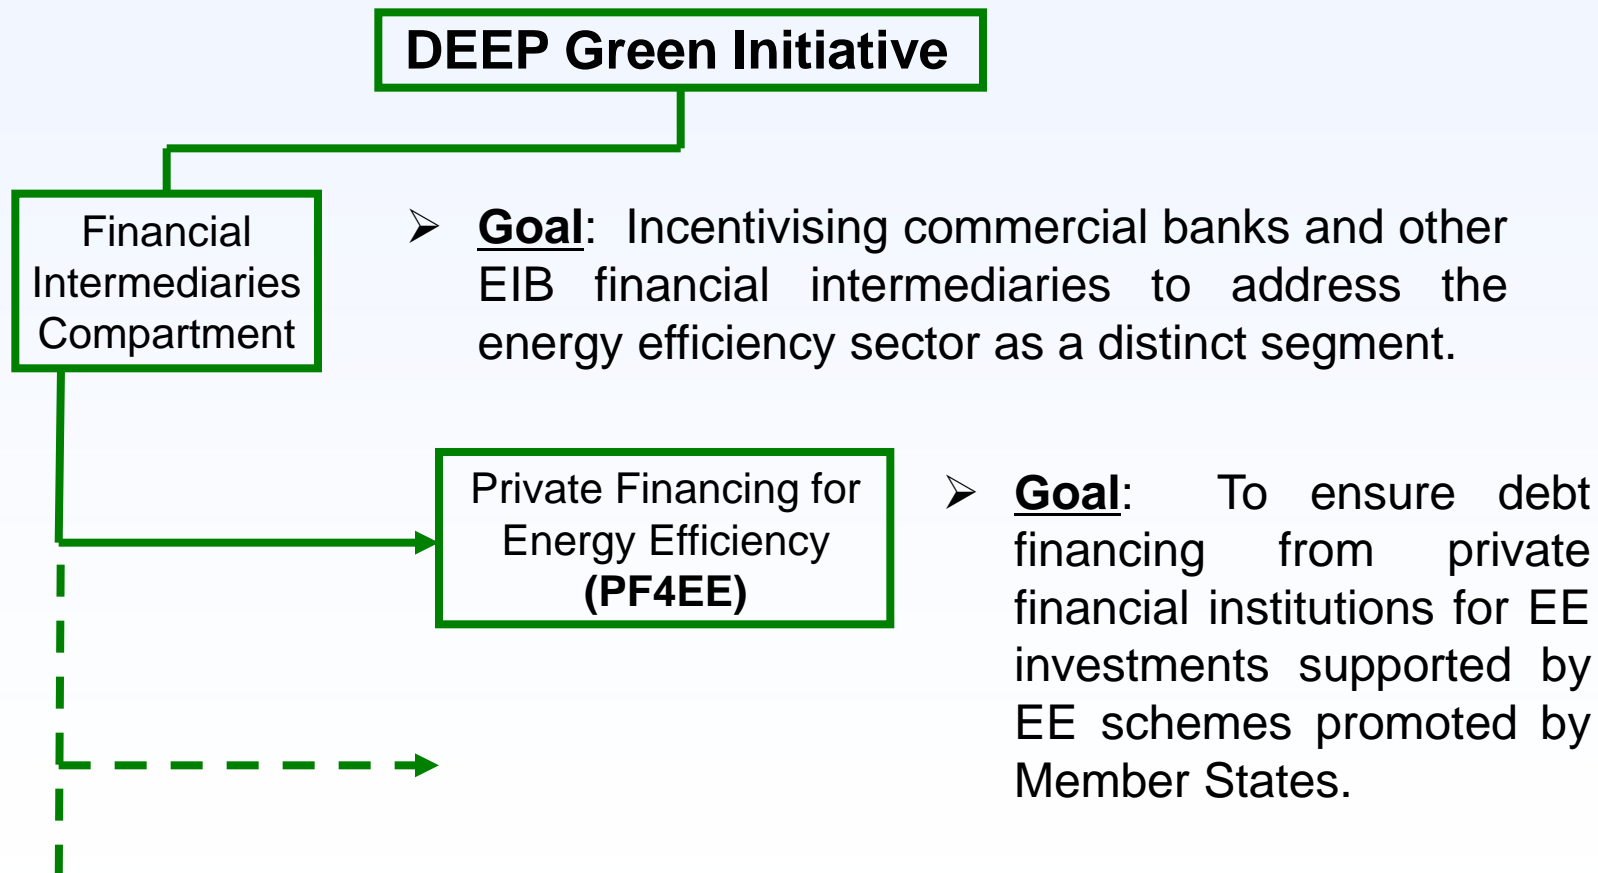 DEEP Green Initiative
Financial
Intermediaries
Compartment
➢ Goal: Incentivising commercial banks and other
EIB financial intermediaries to address the
energy efficiency sector as a distinct segment.
Private Financing for
Energy Efficiency
(PF4EE)
➢ Goal: To ensure debt
financing from private
financial institutions for EE
investments supported by
EE schemes promoted by
Member States.